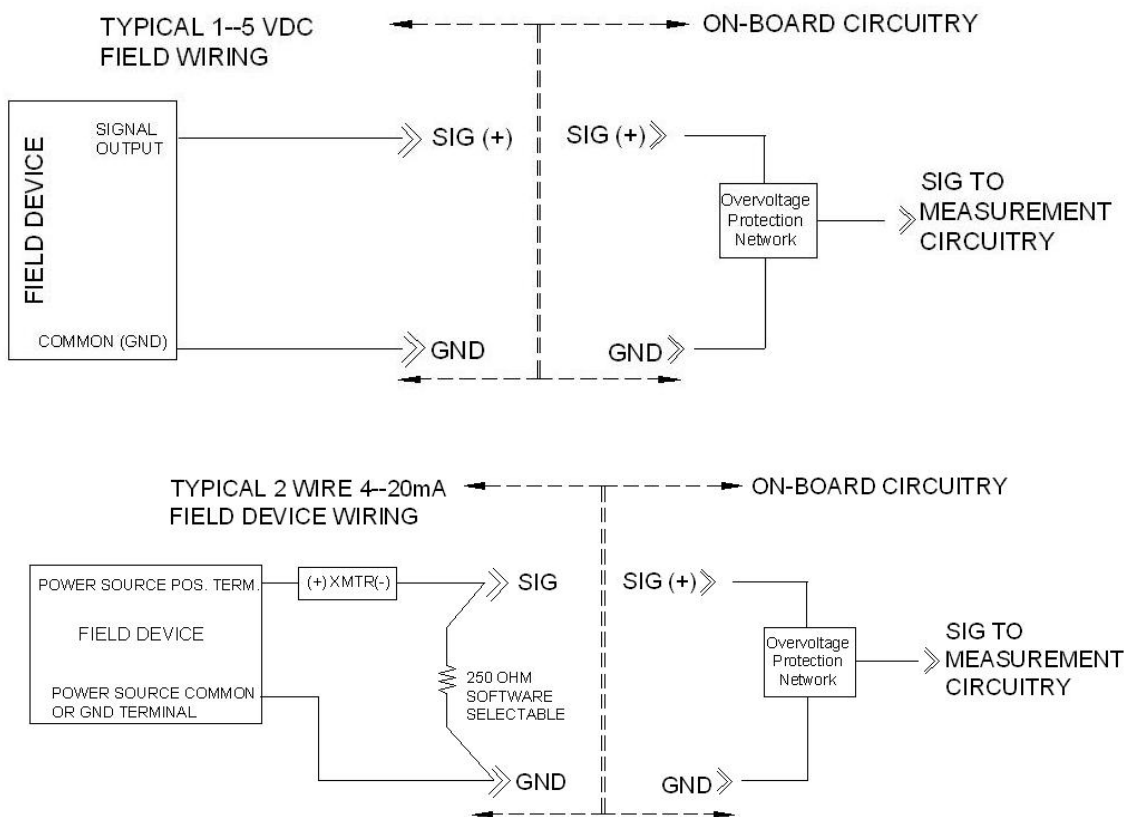 TYPICAL 1--5 VDC
FIELD WIRING
ON-BOARD CIRCUITRY
FIELD DEVICE
SIGNAL
OUTPUT
COMMON (GND)
SIG (+)
GND
SIG (+)
GND
Overvoltage
Protection
Network
SIG TO
MEASUREMENT
CIRCUITRY
TYPICAL 2 WIRE 4--20mA
FIELD DEVICE WIRING
ON-BOARD CIRCUITRY
POWER SOURCE POS. TERM.
FIELD DEVICE
POWER SOURCE COMMON
OR GND TERMINAL
(+) XMTR(-)
SIG
250 OHM
SOFTWARE
SELECTABLE
GND
SIG (+)
GND
Overvoltage
Protection
Network
SIG TO
MEASUREMENT
CIRCUITRY